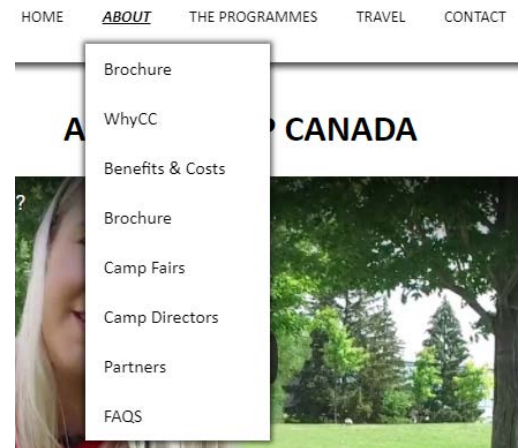 HOME ABOUT THE PROGRAMMES TRAVEL CONTACT
Brochure
WhyCC
A CANADA
Benefits & Costs
?
Brochure
Camp Fairs
Camp Directors
Partners
FAQS